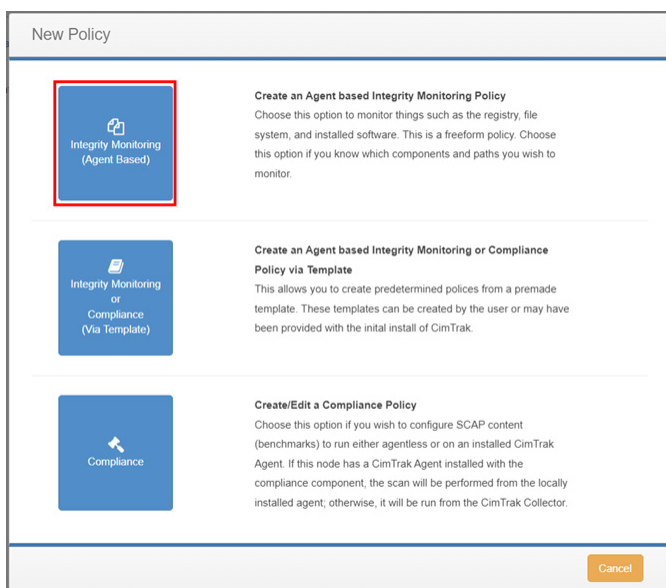 New Policy
Integrity Monitoring
(Agent Based)
Create an Agent based Integrity Monitoring Policy
Choose this option to monitor things such as the registry, file
system, and installed software. This is a freeform policy. Choose
this option if you know which components and paths you wish to
monitor.
Integrity Monitoring
or
Compliance
(Via Template)
Create an Agent based Integrity Monitoring or Compliance
Policy via Template
This allows you to create predetermined polices from a premade
template. These templates can be created by the user or may have
been provided with the inital install of CimTrak.
Compliance
Create/Edit a Compliance Policy
Choose this option if you wish to configure SCAP content
(benchmarks) to run either agentless or on an installed CimTrak
Agent. If this node has a CimTrak Agent installed with the
compliance component, the scan will be performed from the locally
installed agent; otherwise, it will be run from the CimTrak Collector.
Cancel